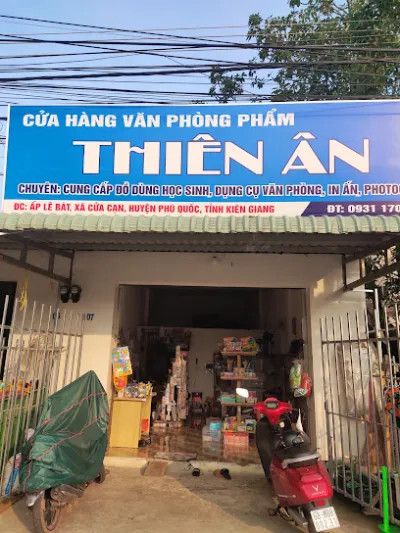 CỬA HÀNG VĂN PHÒNG PHẨM
THIÊN ÂN
CHUYÊN: CUNG CẤP ĐỒ DÙNG HỌC SINH, DỤNG CỤ VĂN PHÒNG, IN ẤN, PHOTOC
ĐC: ẤP LÊ BÁT, XÃ CỬA CẠN, HUYỆN PHÚ QUỐC, TỈNH KIÊN GIANG
ĐT: 0931 170